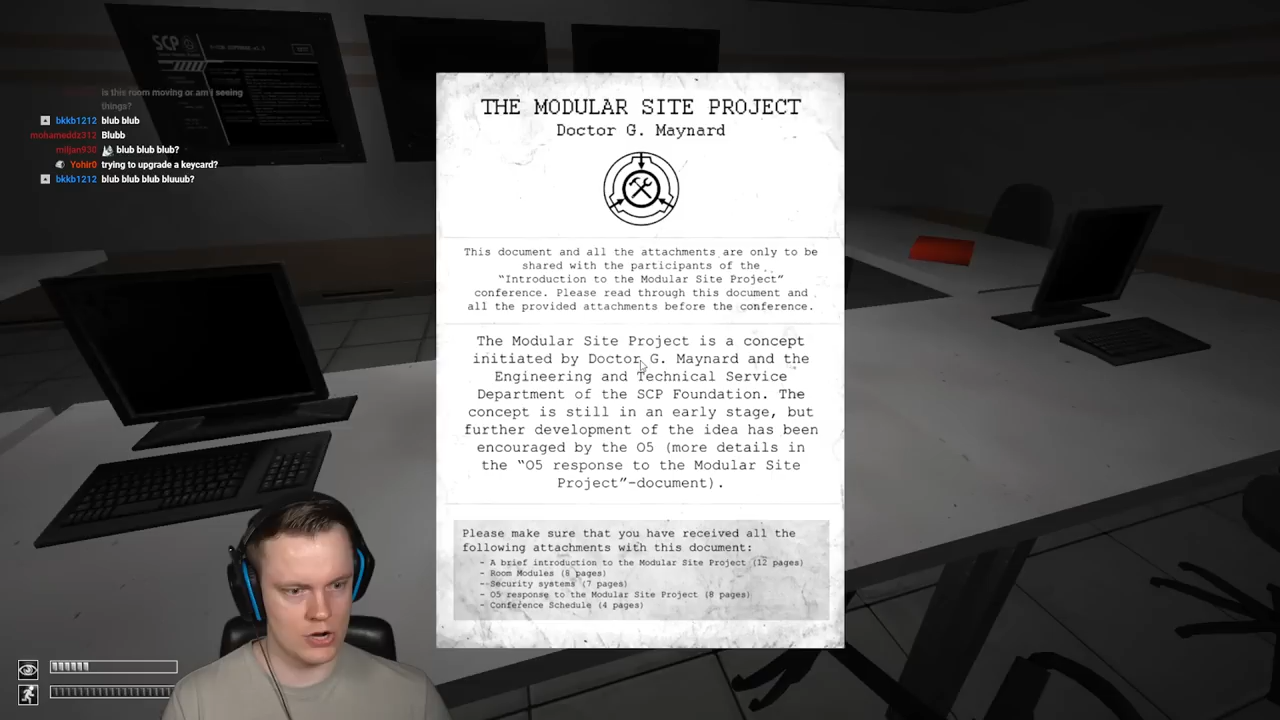 SCP
is this room moving or am i seeing
things?
bkkb1212 blub blub
mohameddz312 Blubb
miljan930 blub blub blub?
Yohir0 trying to upgrade a keycard?
bkkb1212 blub blub blub bluuub?
THE MODULAR SITE PROJECT
Doctor G. Maynard
This document and all the attachments are only to be
shared with the participants of the
“Introduction to the Modular Site Project”
conference. Please read through this document and
all the provided attachments before the conference.
The Modular Site Project is a concept
initiated by Doctor G. Maynard and the
Engineering and Technical Service
Department of the SCP Foundation. The
concept is still in an early stage, but
further development of the idea has been
encouraged by the O5 (more details in
the “O5 response to the Modular Site
Project”-document).
Please make sure that you have received all the
following attachments with this document:
- A brief introduction to the Modular Site Project (12 pages)
- Room Modules (8 pages)
- Security systems (7 pages)
- O5 response to the Modular Site Project (8 pages)
- Conference Schedule (4 pages)